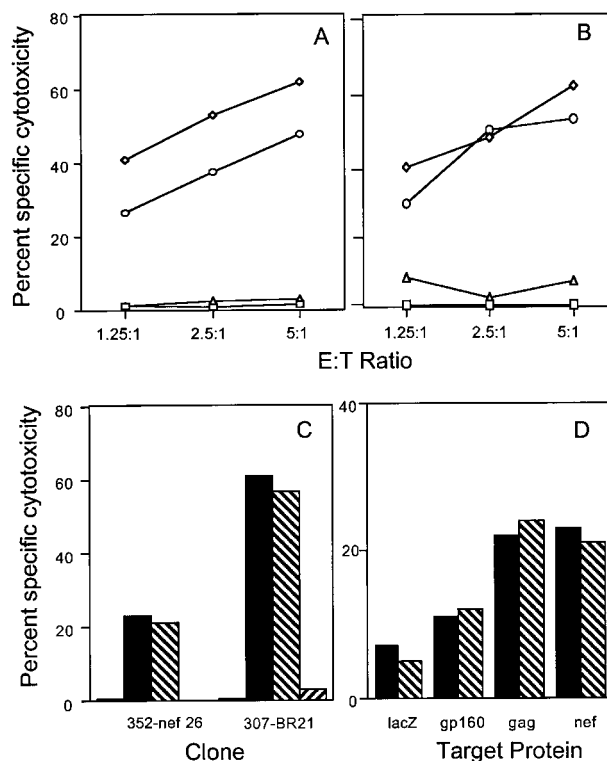 A
B
Percent specific cytotoxicity
80
60
40
20
0
1.25:1 2.5:1 5:1
1.25:1 2.5:1 5:1
E:T Ratio
C
D
Percent specific cytotoxicity
80
60
40
20
0
40
20
0
352-nef 26 307-BR21
lacZ gp160 gag nef
Clone
Target Protein